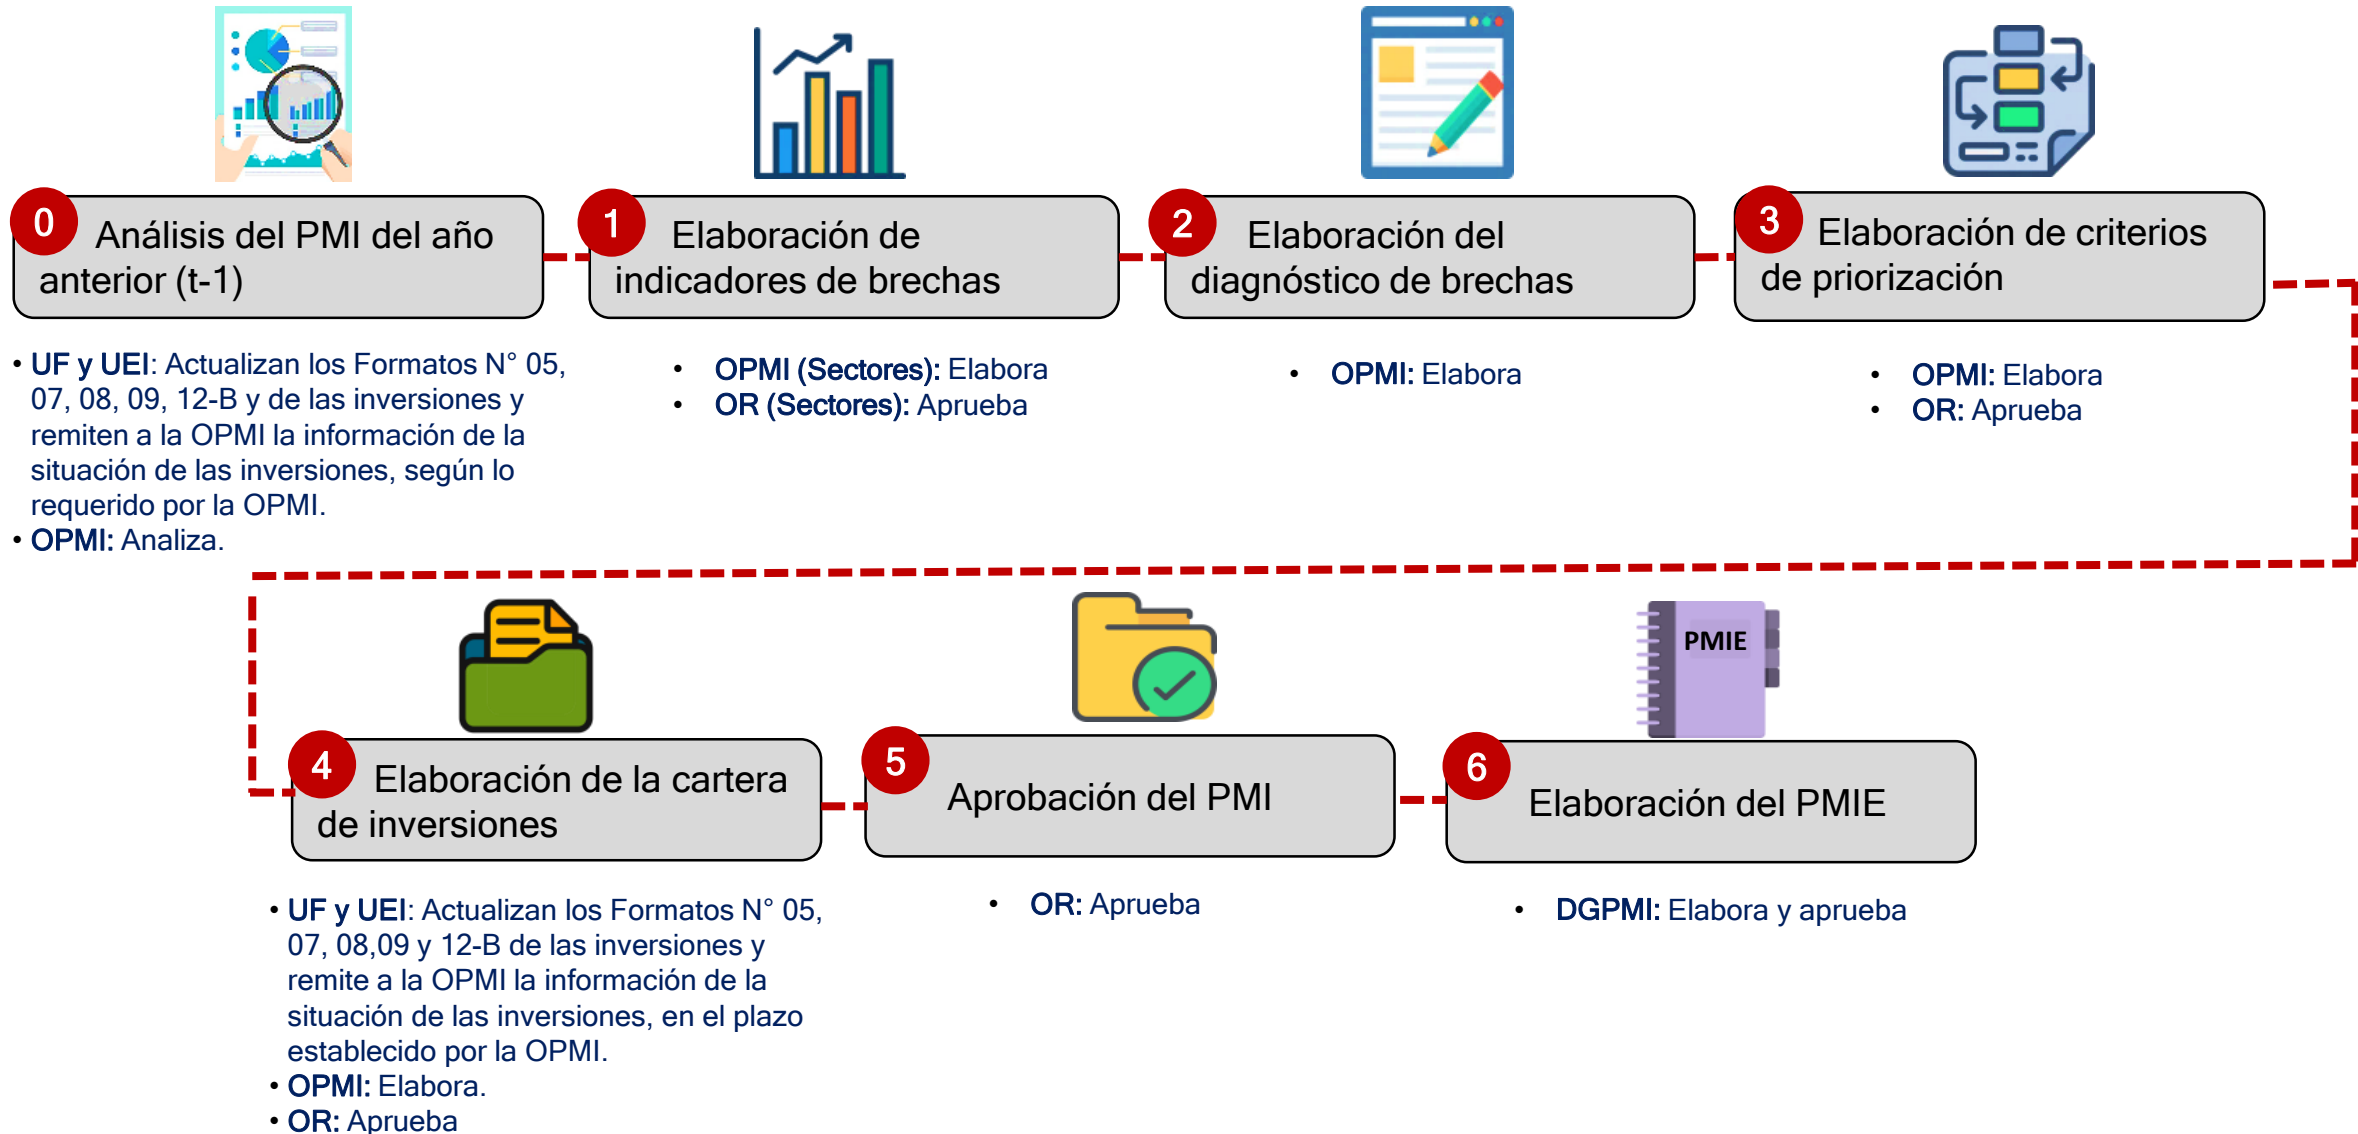 0
Análisis del PMI del año
anterior (t-1)
• UF y UEI: Actualizan los Formatos N° 05,
07, 08, 09, 12-B y de las inversiones y
remiten a la OPMI la información de la
situación de las inversiones, según lo
requerido por la OPMI.
• OPMI: Analiza.
1
Elaboración de
indicadores de brechas
• OPMI (Sectores): Elabora
• OR (Sectores): Aprueba
2
Elaboración del
diagnóstico de brechas
• OPMI: Elabora
3
Elaboración de criterios
de priorización
• OPMI: Elabora
• OR: Aprueba
4
Elaboración de la cartera
de inversiones
• UF y UEI: Actualizan los Formatos N° 05,
07, 08,09 y 12-B de las inversiones y
remite a la OPMI la información de la
situación de las inversiones, en el plazo
establecido por la OPMI.
• OPMI: Elabora.
• OR: Aprueba
5
Aprobación del PMI
• OR: Aprueba
PMIE
6
Elaboración del PMIE
• DGPMI: Elabora y aprueba